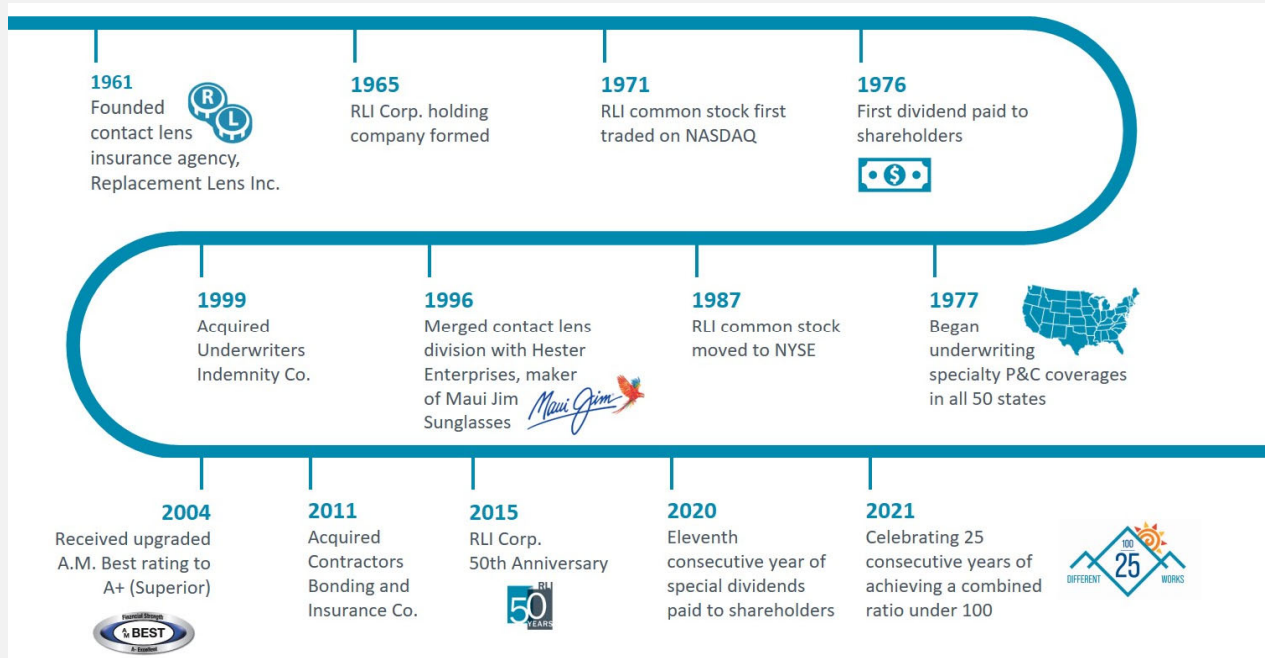 1961
Founded
contact lens
insurance agency,
Replacement Lens Inc.
R
L
1965
RLI Corp. holding
company formed
1971
RLI common stock first
traded on NASDAQ
1976
First dividend paid to
shareholders
$
1999
Acquired
Underwriters
Indemnity Co.
1996
Merged contact lens
division with Hester
Enterprises, maker
of Maui Jim
Sunglasses
Maui Jim
1987
RLI common stock
moved to NYSE
1977
Began
underwriting
specialty P&C coverages
in all 50 states
2004
Received upgraded
A.M. Best rating to
A+ (Superior)
Financial Strength
AM BEST
A- Excellent
2011
Acquired
Contractors
Bonding and
Insurance Co.
2015
RLI Corp.
50th Anniversary
RLI
50
YEARS
2020
Eleventh
consecutive year of
special dividends
paid to shareholders
2021
Celebrating 25
consecutive years of
achieving a combined
ratio under 100
100
25
DIFFERENT WORKS